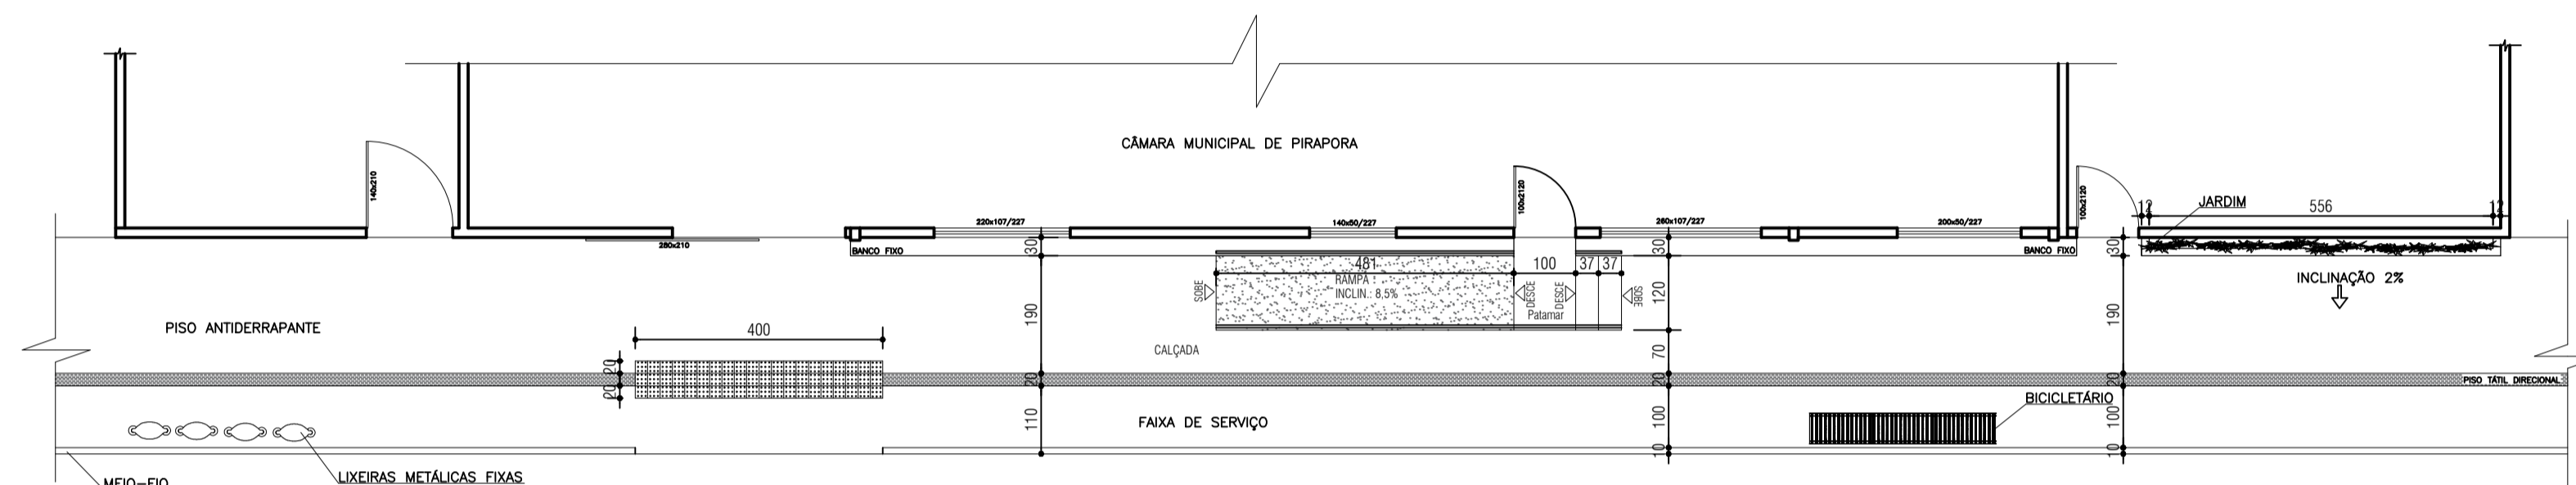 CÂMARA MUNICIPAL DE PIRAPORA
140x210
280x210
BANCO FIXO
220x107/227
140x50/227
100x2120
260x107/227
200x50/227
BANCO FIXO
100x2120
12
JARDIM
556
12
30
30
30
481
100
37
37
RAMPA
INCLIN.: 8,5%
SOBE
DESCE
DESCE
SOBE
Patamar
120
INCLINAÇÃO 2%
190
190
PISO ANTIDERRAPANTE
400
CALÇADA
70
20
20
20
20
20
PISO TÁTIL DIRECIONAL
BICICLETÁRIO
FAIXA DE SERVIÇO
110
100
100
10
10
LIXEIRAS METÁLICAS FIXAS
MEIO-FIO